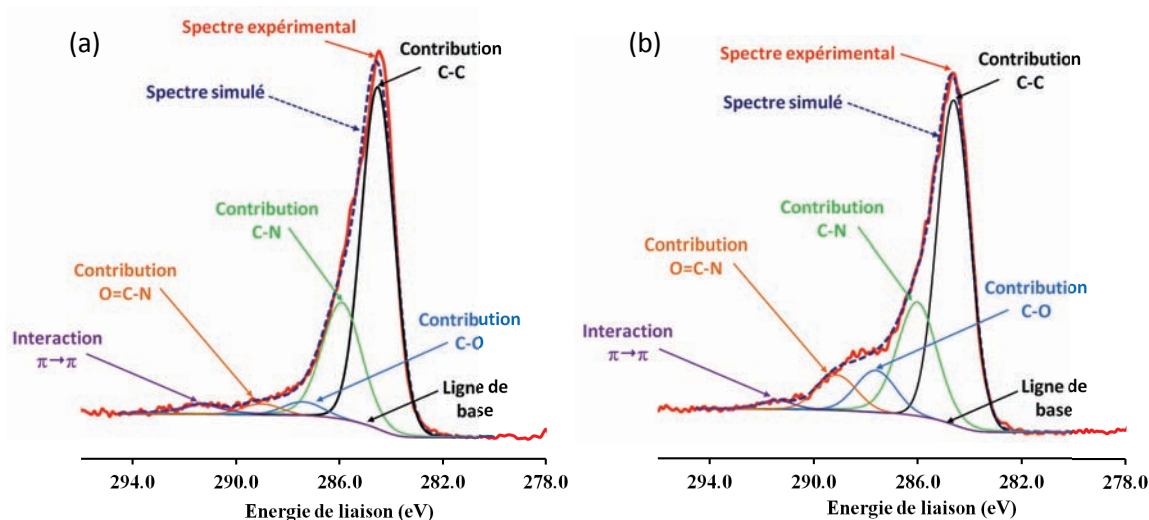 (a)
Spectre expérimental
Contribution
C-C
Spectre simulé
Contribution
C-N
Contribution
O=C-N
Contribution
C-O
Interaction
π→π
Ligne de
base
294.0 290.0 286.0 282.0 278.0
Energie de liaison (eV)
(b)
Spectre expérimental
Contribution
C-C
Spectre simulé
Contribution
C-N
Contribution
O=C-N
Contribution
C-O
Interaction
π→π
Ligne de
base
294.0 290.0 286.0 282.0 278.0
Energie de liaison (eV)